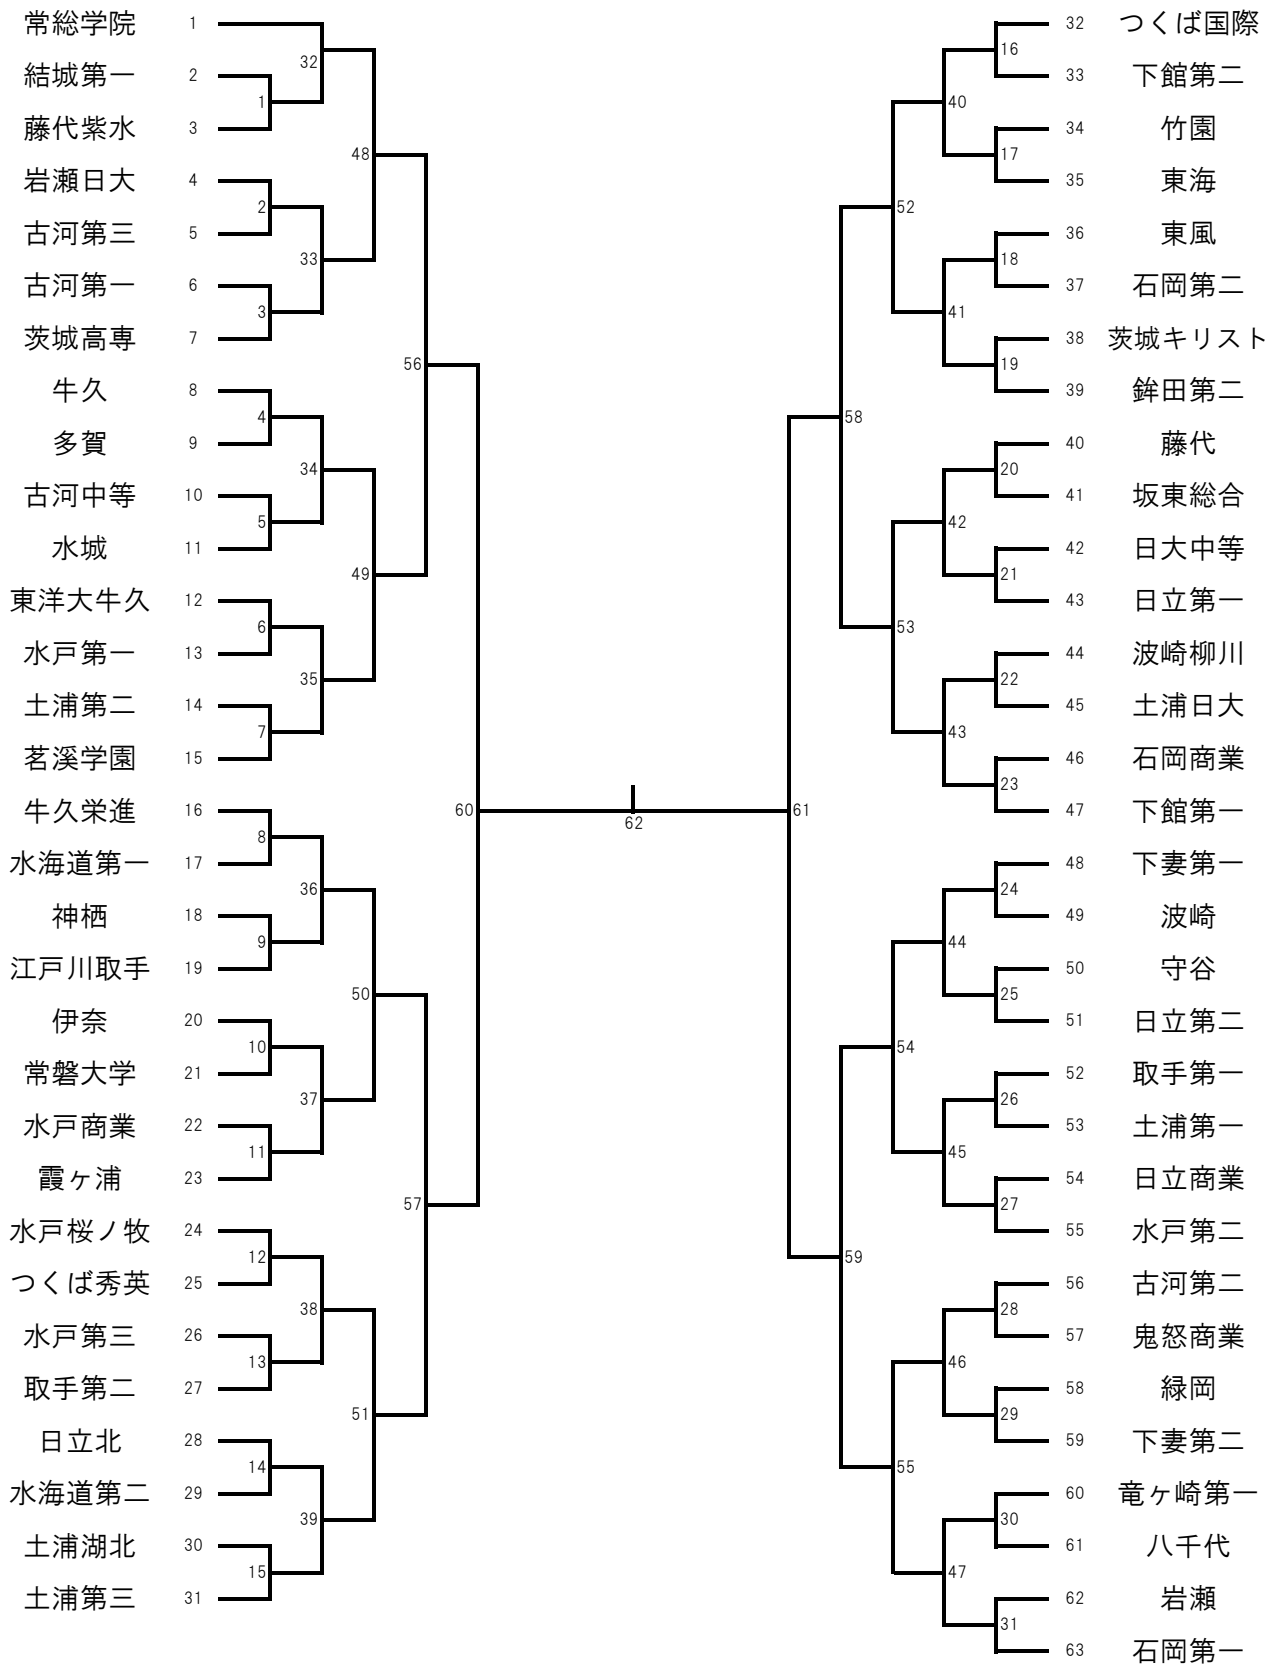 常総学院 1
結城第一 2
藤代紫水 3
岩瀬日大 4
古河第三 5
古河第一 6
茨城高専 7
牛久 8
多賀 9
古河中等 10
水城 11
東洋大牛久 12
水戸第一 13
土浦第二 14
茗溪学園 15
牛久栄進 16
水海道第一 17
神栖 18
江戸川取手 19
伊奈 20
常磐大学 21
水戸商業 22
霞ヶ浦 23
水戸桜ノ牧 24
つくば秀英 25
水戸第三 26
取手第二 27
日立北 28
水海道第二 29
土浦湖北 30
土浦第三 31
1
2
3
4
5
6
7
8
9
10
11
12
13
14
15
32
33
34
35
36
37
38
39
48
49
50
51
56
57
60
62
61
58
59
52
53
54
55
40
41
42
43
44
45
46
47
16
17
18
19
20
21
22
23
24
25
26
27
28
29
30
31
32 つくば国際
33 下館第二
34 竹園
35 東海
36 東風
37 石岡第二
38 茨城キリスト
39 鉾田第二
40 藤代
41 坂東総合
42 日大中等
43 日立第一
44 波崎柳川
45 土浦日大
46 石岡商業
47 下館第一
48 下妻第一
49 波崎
50 守谷
51 日立第二
52 取手第一
53 土浦第一
54 日立商業
55 水戸第二
56 古河第二
57 鬼怒商業
58 緑岡
59 下妻第二
60 竜ヶ崎第一
61 八千代
62 岩瀬
63 石岡第一